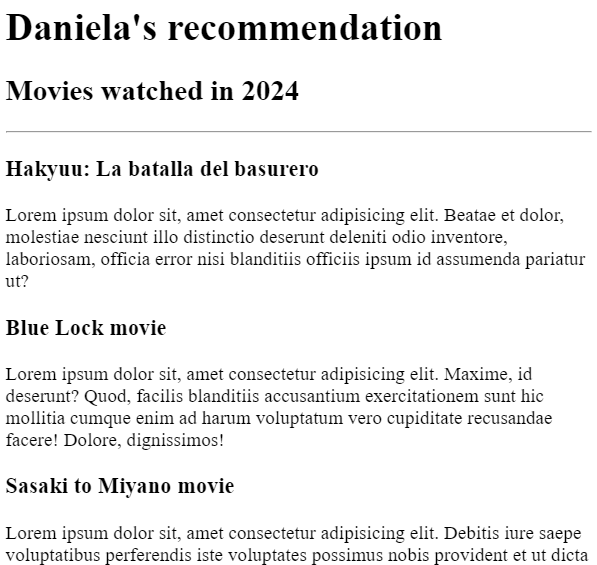 Daniela's recommendation
Movies watched in 2024
Hakyuu: La batalla del basurero
Lorem ipsum dolor sit, amet consectetur adipisicing elit. Beatae et dolor,
molestiae nesciunt illo distinctio deserunt deleniti odio inventore,
laboriosam, officia error nisi blanditiis officiis ipsum id assumenda pariatur
ut?
Blue Lock movie
Lorem ipsum dolor sit, amet consectetur adipisicing elit. Maxime, id
deserunt? Quod, facilis blanditiis accusantium exercitationem sunt hic
mollitia cumque enim ad harum voluptatum vero cupiditate recusandae
facere! Dolore, dignissimos!
Sasaki to Miyano movie
Lorem ipsum dolor sit, amet consectetur adipisicing elit. Debitis iure saepe
voluptatibus perferendis iste voluptates possimus nobis provident et ut dicta